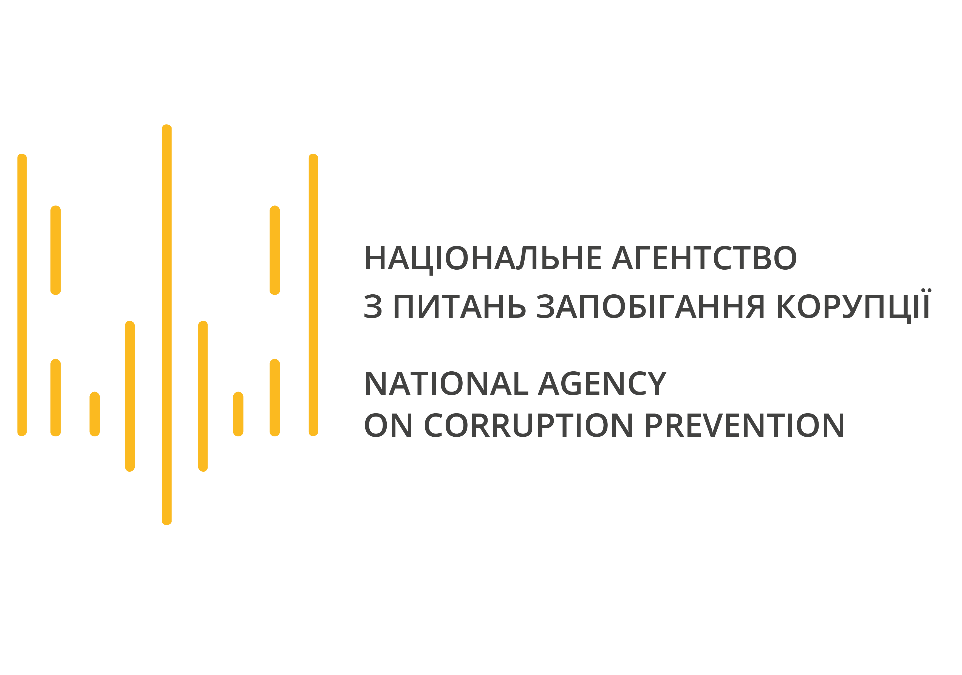 НАЦІОНАЛЬНЕ АГЕНТСТВО
З ПИТАНЬ ЗАПОБІГАННЯ КОРУПЦІЇ
NATIONAL AGENCY
ON CORRUPTION PREVENTION